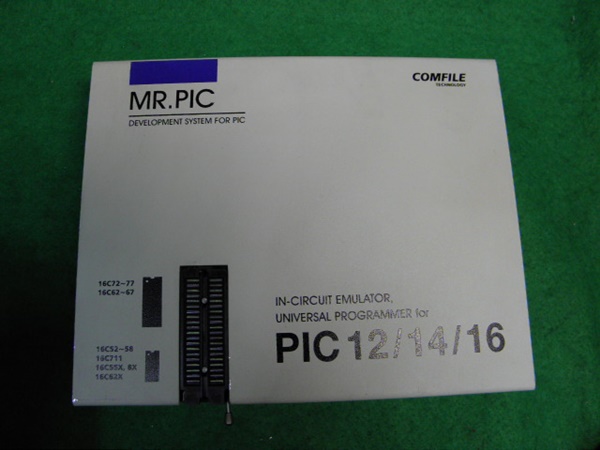 MR.PIC
DEVELOPMENT SYSTEM FOR PIC
COMFILE
TECHNOLOGY
16C72~77
16C62~67
16C52~58
16C711
16C55X, 8X
16C62X
IN-CIRCUIT EMULATOR,
UNIVERSAL PROGRAMMER for
PIC 12/14/16